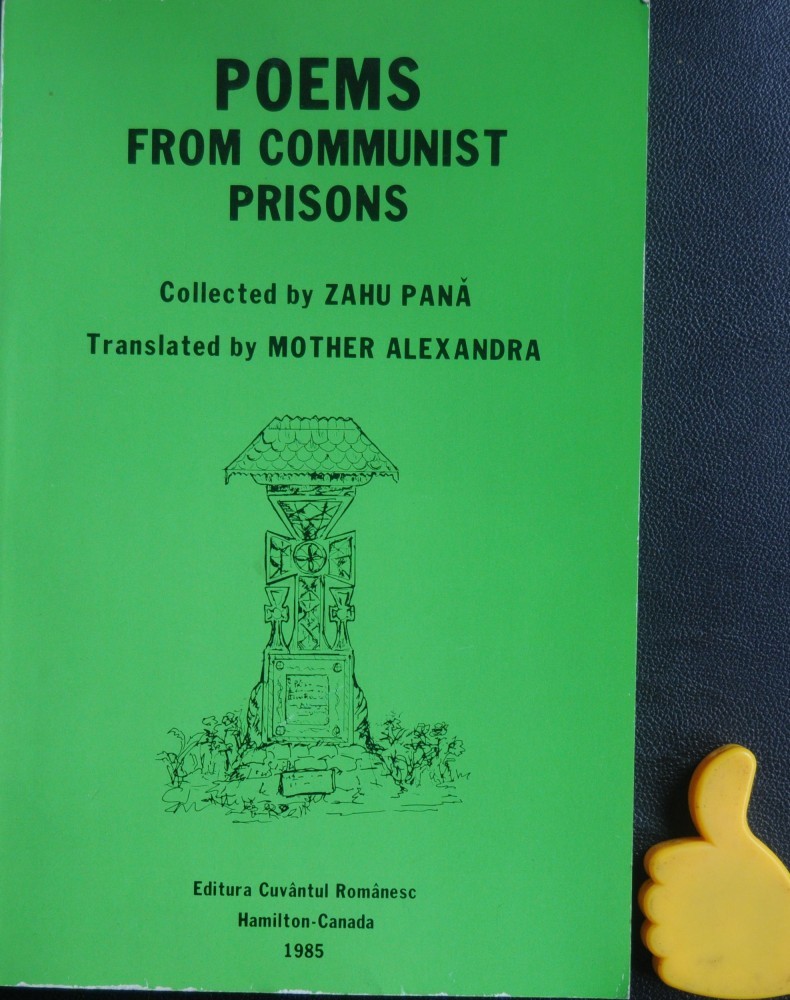 POEMS
FROM COMMUNIST
PRISONS
Collected by ZAHU PANĂ
Translated by MOTHER ALEXANDRA
Editura Cuvântul Românesc
Hamilton-Canada
1985